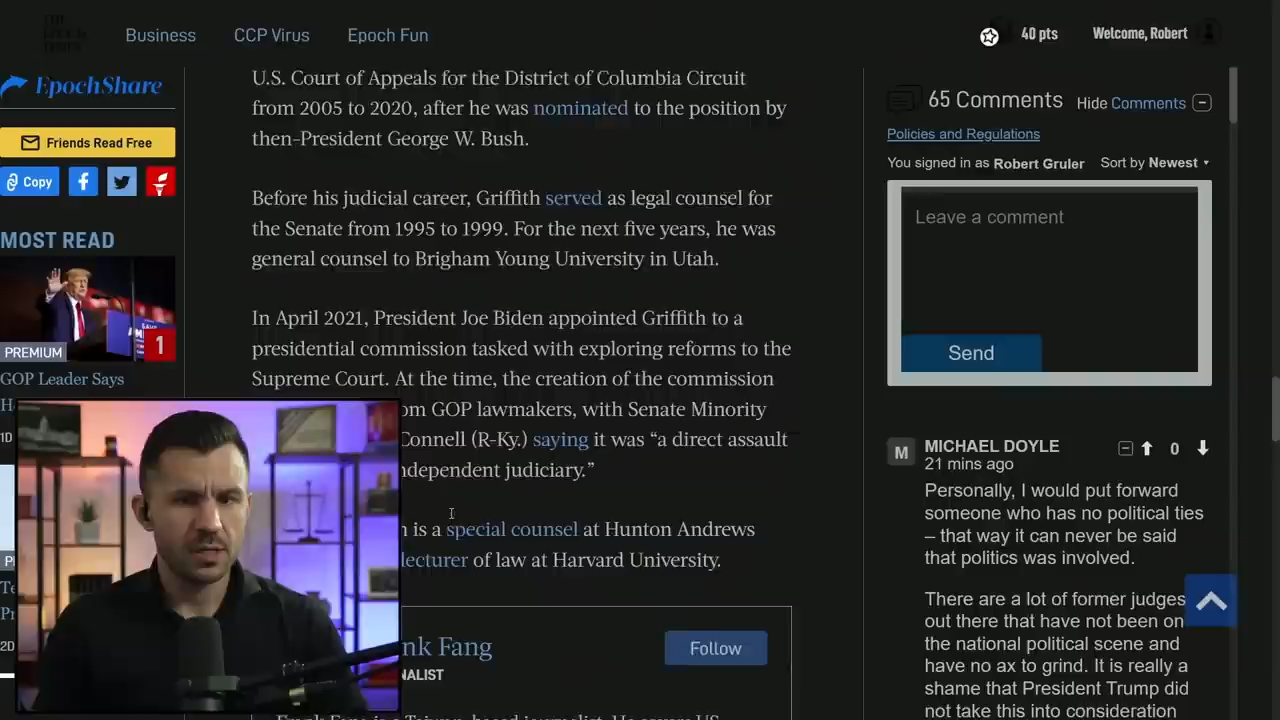 Business
CCP Virus
Epoch Fun
40 pts
Welcome, Robert
EpochShare
Friends Read Free
Copy
MOST READ
PREMIUM
1
GOP Leader Says
1D
2D
U.S. Court of Appeals for the District of Columbia Circuit
from 2005 to 2020, after he was nominated to the position by
then-President George W. Bush.
Before his judicial career, Griffith served as legal counsel for
the Senate from 1995 to 1999. For the next five years, he was
general counsel to Brigham Young University in Utah.
In April 2021, President Joe Biden appointed Griffith to a
presidential commission tasked with exploring reforms to the
Supreme Court. At the time, the creation of the commission
om GOP lawmakers, with Senate Minority
Connell (R-Ky.) saying it was “a direct assault
ndependent judiciary.”
is a special counsel at Hunton Andrews
lecturer of law at Harvard University.
nk Fang
Follow
NALIST
65 Comments
Hide Comments
Policies and Regulations
You signed in as Robert Gruler
Sort by Newest
Leave a comment
Send
M
MICHAEL DOYLE
0
21 mins ago
Personally, I would put forward
someone who has no political ties
– that way it can never be said
that politics was involved.
There are a lot of former judges
out there that have not been on
the national political scene and
have no ax to grind. It is really a
shame that President Trump did
not take this into consideration